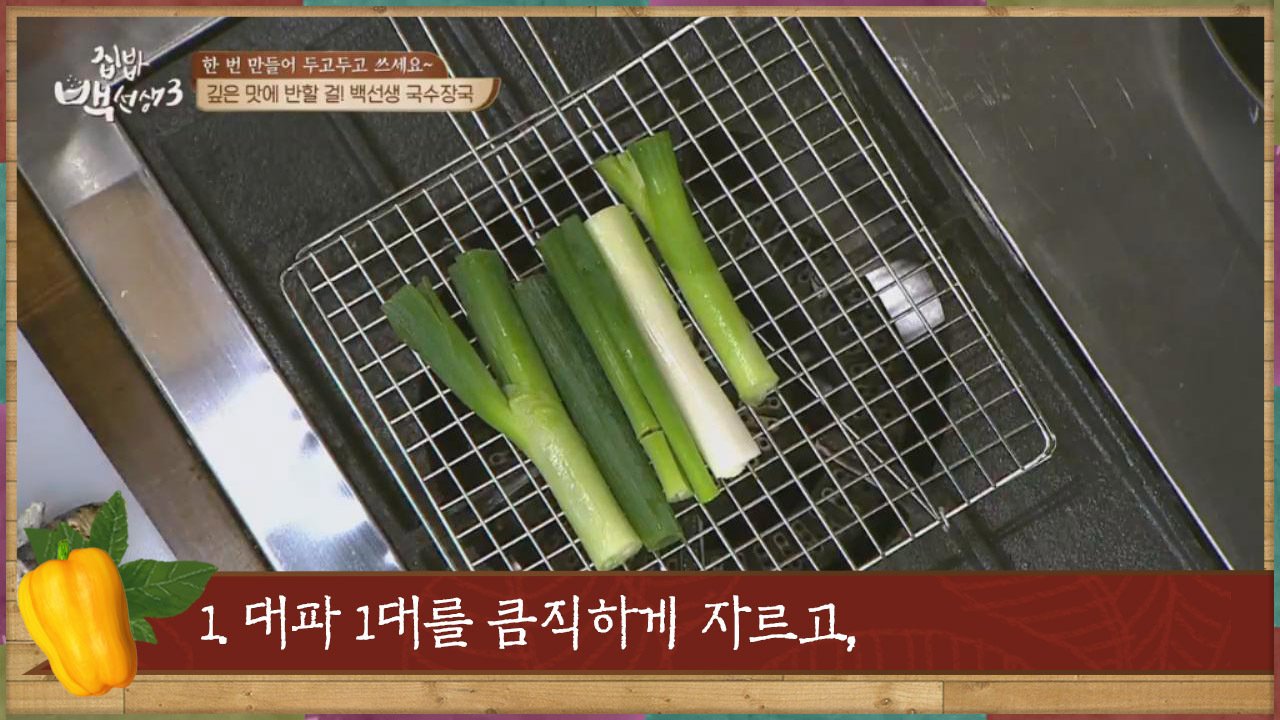 집밥
백선생3
한 번 만들어 두고두고 쓰세요~
깊은 맛에 반할 걸! 백선생 국수장국
1. 대파 1대를 큼직하게 자르고,